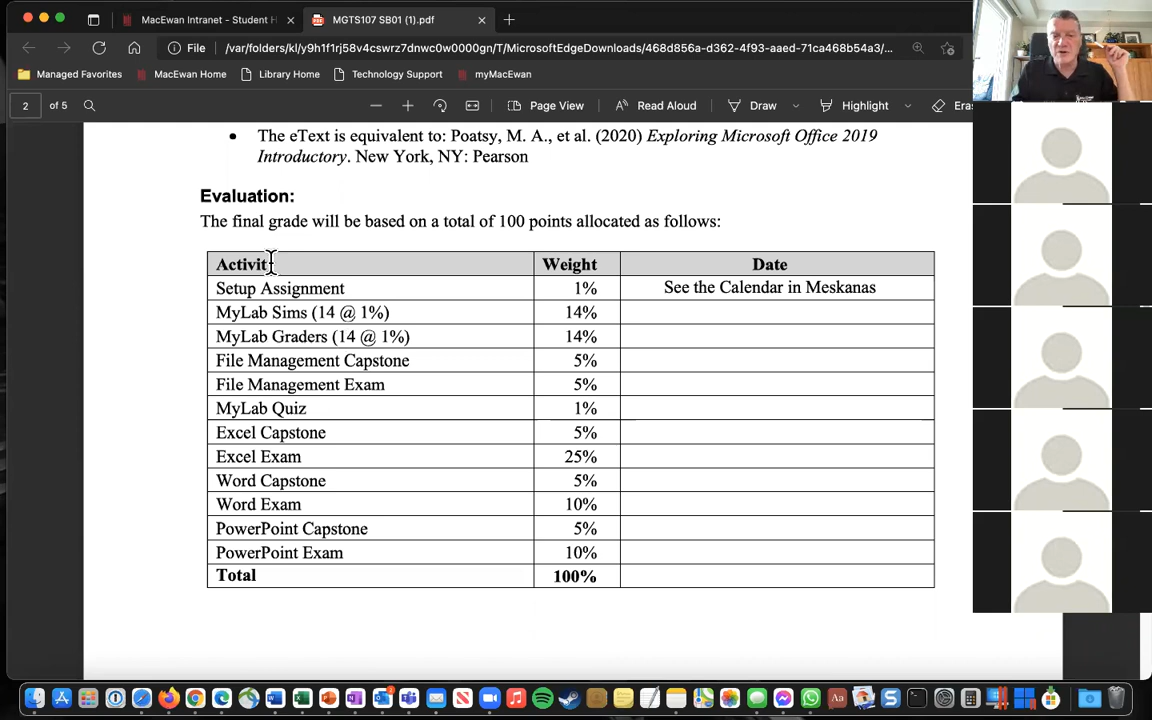 MacEwan Intranet - Student H
MGTS107 SB01 (1).pdf
File
/var/folders/kl/y9h1f1rj58v4cswrz7dnwc0w0000gn/T/MicrosoftEdgeDownloads/468d856a-d362-4f93-aaed-71ca468b54a3/...
Managed Favorites MacEwan Home Library Home Technology Support myMacEwan
2 of 5 Page View Read Aloud Draw Highlight Eras
• The eText is equivalent to: Poatsy, M. A., et al. (2020) Exploring Microsoft Office 2019
Introductory. New York, NY: Pearson
Evaluation:
The final grade will be based on a total of 100 points allocated as follows:
Activit Weight Date
Setup Assignment 1% See the Calendar in Meskanas
MyLab Sims (14 @ 1%) 14%
MyLab Graders (14 @ 1%) 14%
File Management Capstone 5%
File Management Exam 5%
MyLab Quiz 1%
Excel Capstone 5%
Excel Exam 25%
Word Capstone 5%
Word Exam 10%
PowerPoint Capstone 5%
PowerPoint Exam 10%
Total 100%